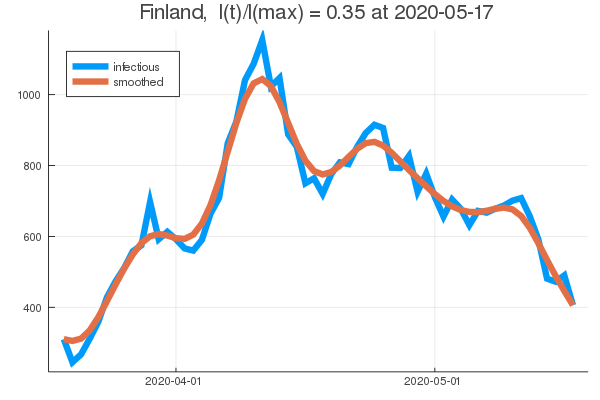 Finland, I(t)/I(max) = 0.35 at 2020-05-17
infectious
smoothed
1000
800
600
400
2020-04-01
2020-05-01